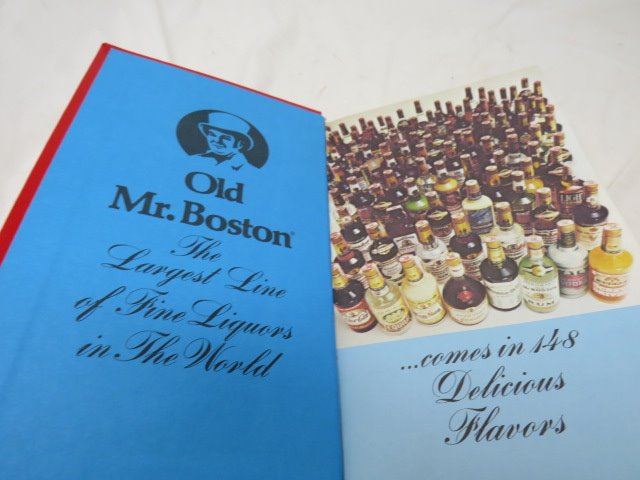 Old
Mr. Boston®
The
Largest Line
of Fine Liquors
in The World
...comes in 148
Delicious
Flavors